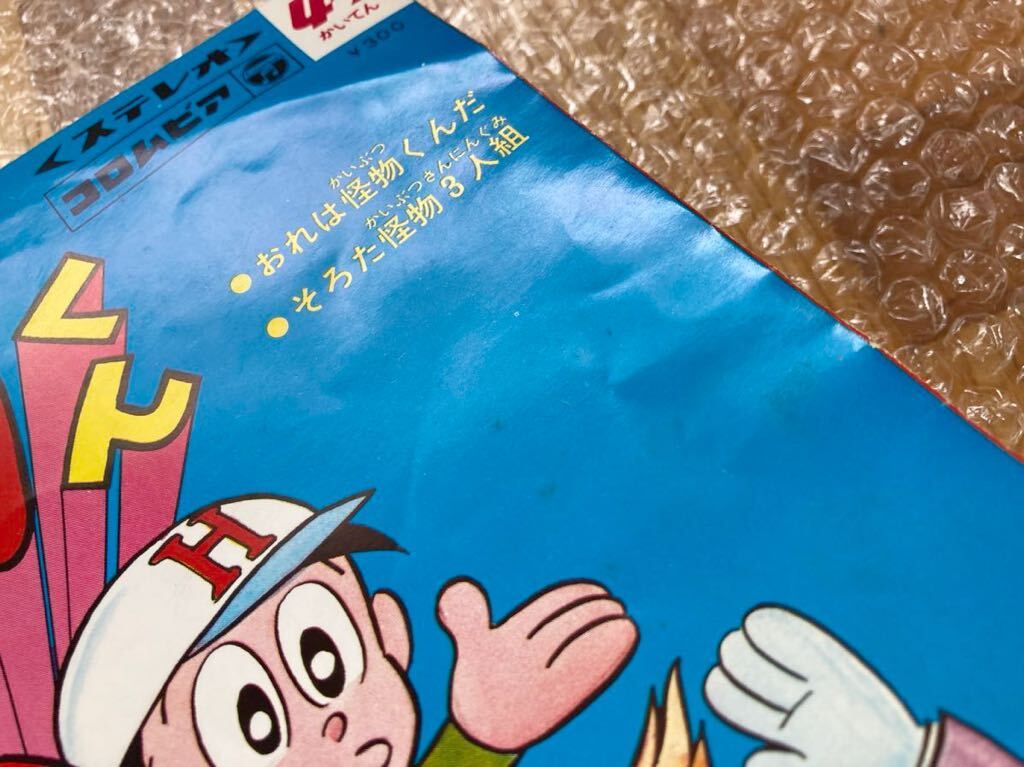 かいてん
¥300
＜ステレオ＞
コロムビア
かいぶつ
●おれは怪物くんだ
かいぶつさんにんぐみ
●そろた怪物3人組
くん
H